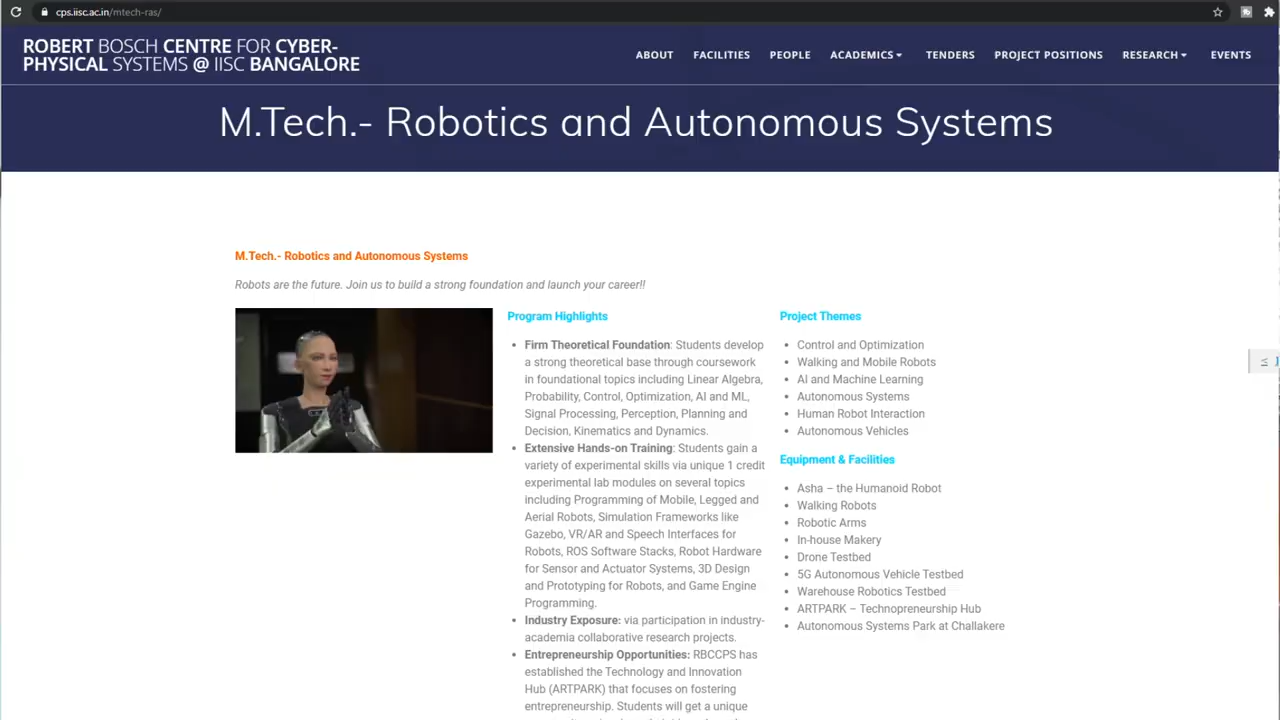 cps.iisc.ac.in/mtech-ras/
ROBERT BOSCH CENTRE FOR CYBER-
PHYSICAL SYSTEMS @ IISC BANGALORE
ABOUT FACILITIES PEOPLE ACADEMICS TENDERS PROJECT POSITIONS RESEARCH EVENTS
M.Tech.- Robotics and Autonomous Systems
M.Tech.- Robotics and Autonomous Systems
Robots are the future. Join us to build a strong foundation and launch your career!!
Program Highlights
Firm Theoretical Foundation: Students develop
a strong theoretical base through coursework
in foundational topics including Linear Algebra,
Probability, Control, Optimization, AI and ML,
Signal Processing, Perception, Planning and
Decision, Kinematics and Dynamics.
Extensive Hands-on Training: Students gain a
variety of experimental skills via unique 1 credit
experimental lab modules on several topics
including Programming of Mobile, Legged and
Aerial Robots, Simulation Frameworks like
Gazebo, VR/AR and Speech Interfaces for
Robots, ROS Software Stacks, Robot Hardware
for Sensor and Actuator Systems, 3D Design
and Prototyping for Robots, and Game Engine
Programming.
Industry Exposure: via participation in industry-
academia collaborative research projects.
Entrepreneurship Opportunities: RBCCPS has
established the Technology and Innovation
Hub (ARTPARK) that focuses on fostering
entrepreneurship. Students will get a unique
Project Themes
Control and Optimization
Walking and Mobile Robots
AI and Machine Learning
Autonomous Systems
Human Robot Interaction
Autonomous Vehicles
Equipment & Facilities
Asha – the Humanoid Robot
Walking Robots
Robotic Arms
In-house Makery
Drone Testbed
5G Autonomous Vehicle Testbed
Warehouse Robotics Testbed
ARTPARK – Technopreneurship Hub
Autonomous Systems Park at Challakere